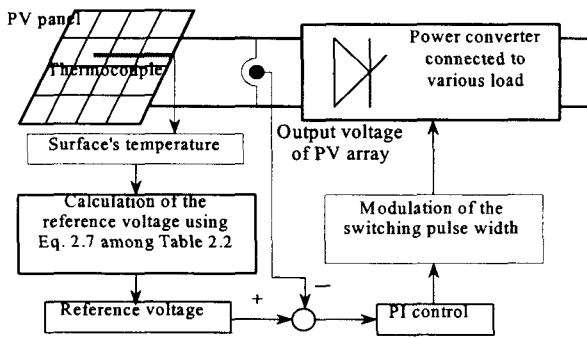 PV panel
Thermocouple
Power converter
connected to
various load
Output voltage
of PV array
Surface's temperature
Calculation of the
reference voltage using
Eq. 2.7 among Table 2.2
Modulation of the
switching pulse width
Reference voltage
+
−
PI control